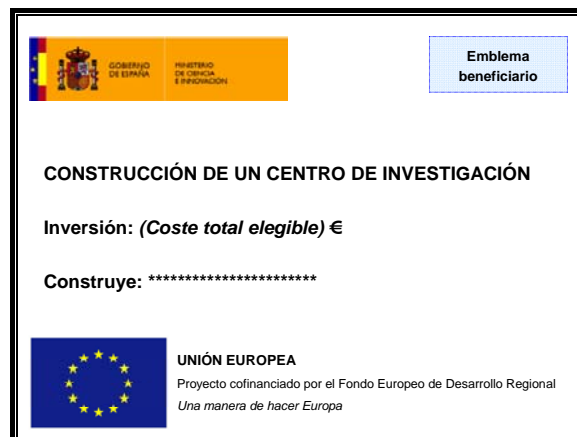 GOBIERNO
DE ESPAÑA
MINISTERIO
DE CIENCIA
E INNOVACIÓN
Emblema
beneficiario
CONSTRUCCIÓN DE UN CENTRO DE INVESTIGACIÓN
Inversión: (Coste total elegible) €
Construye: ***********************
UNIÓN EUROPEA
Proyecto cofinanciado por el Fondo Europeo de Desarrollo Regional
Una manera de hacer Europa